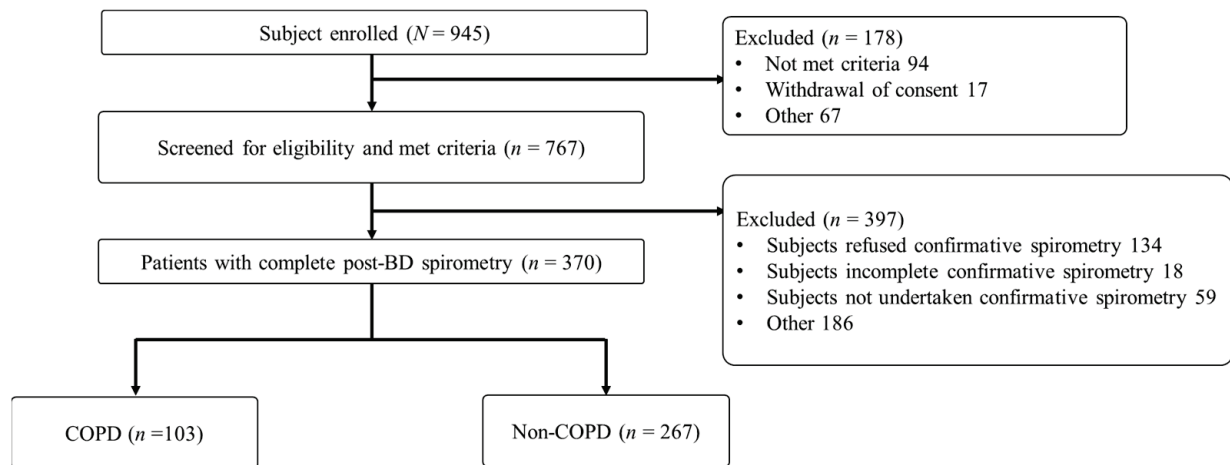 Subject enrolled (N = 945)
Excluded (n = 178)
• Not met criteria 94
• Withdrawal of consent 17
• Other 67
Screened for eligibility and met criteria (n = 767)
Excluded (n = 397)
• Subjects refused confirmative spirometry 134
• Subjects incomplete confirmative spirometry 18
• Subjects not undertaken confirmative spirometry 59
• Other 186
Patients with complete post-BD spirometry (n = 370)
COPD (n =103)
Non-COPD (n = 267)